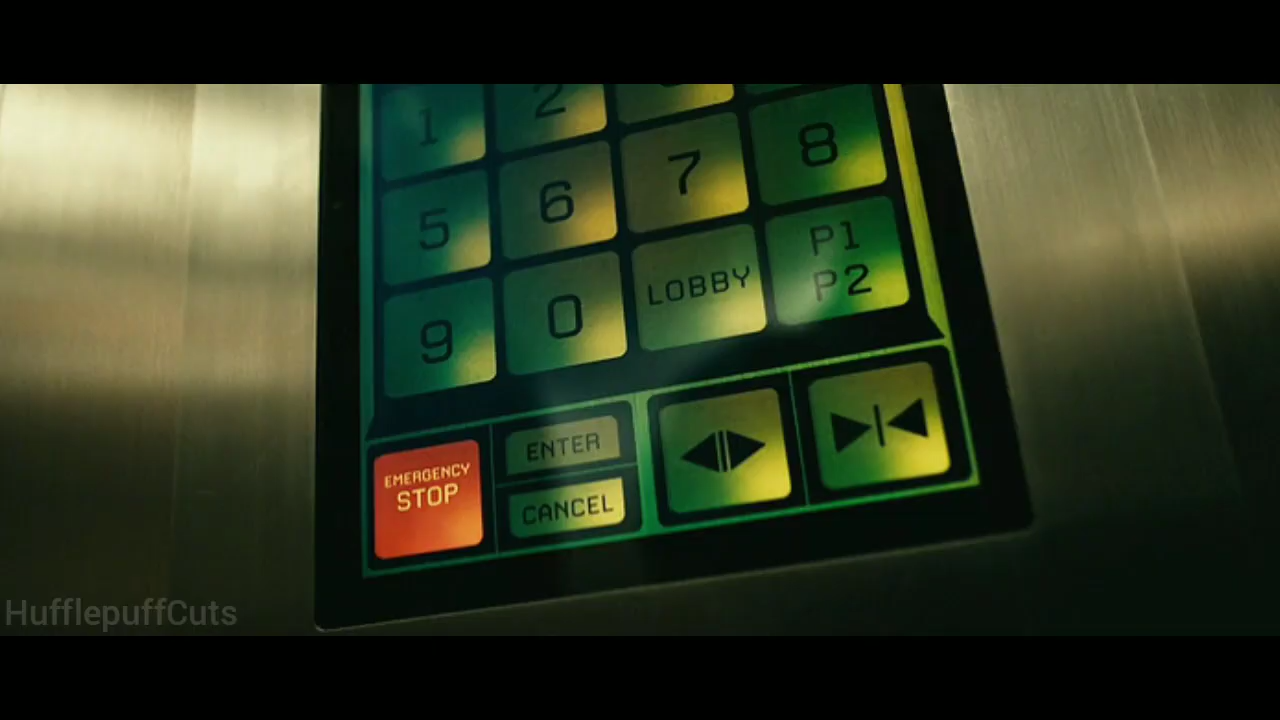 1 2
5 6 7 8
9 0 LOBBY P1
P2
EMERGENCY
STOP
ENTER
CANCEL
HufflepuffCuts